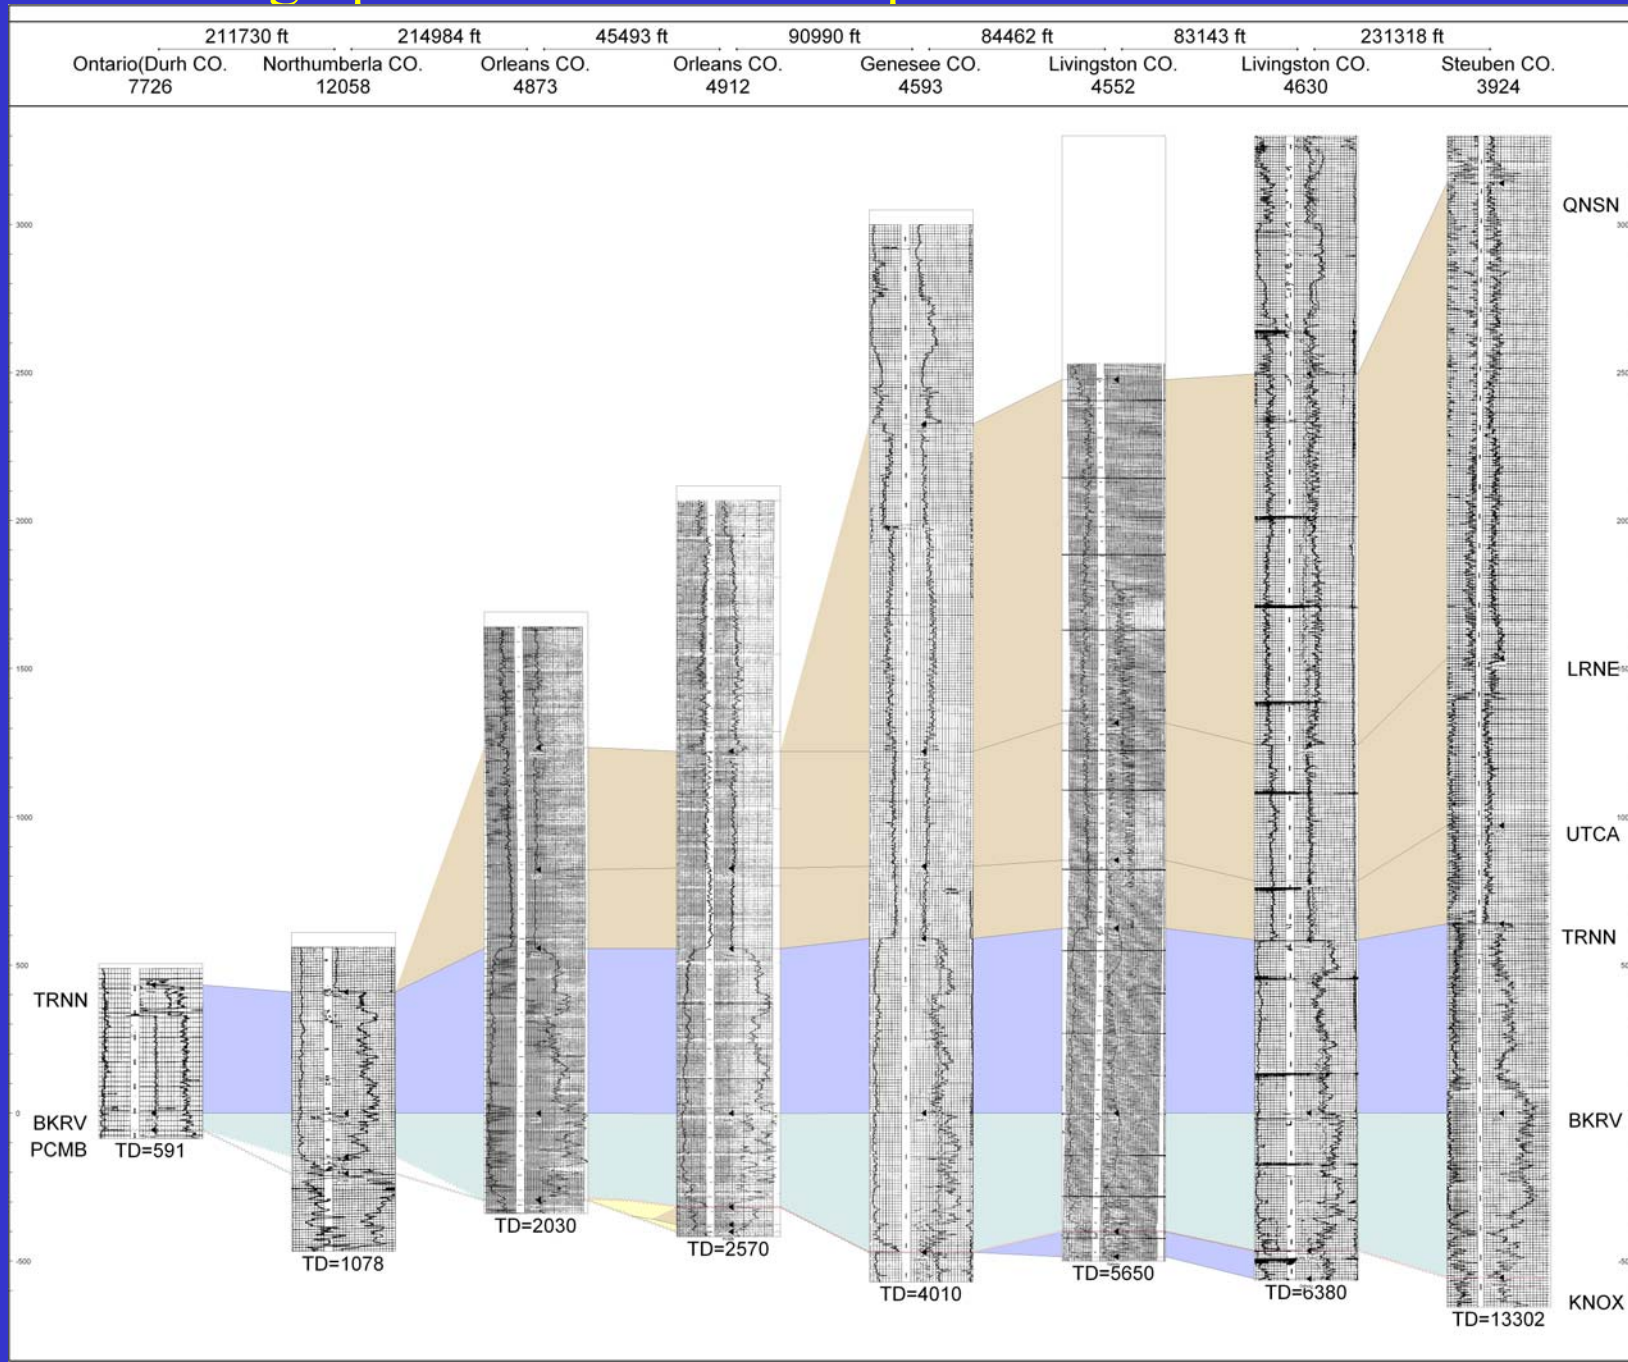 211730 ft 214984 ft 45493 ft 90990 ft 84462 ft 83143 ft 231318 ft
Ontario(Durh CO. Northumberla CO. Orleans CO. Orleans CO. Genesee CO. Livingston CO. Livingston CO. Steuben CO.
7726 12058 4873 4912 4593 4552 4630 3924
QNSN
3000
2500
2000
1500
LRNE
1000
UTCA
TRNN
500
TRNN
0
BKRV BKRV
PCMB TD=591
TD=2030
TD=2570
TD=1078
-500
TD=5650
TD=4010 TD=6380
KNOX
TD=13302